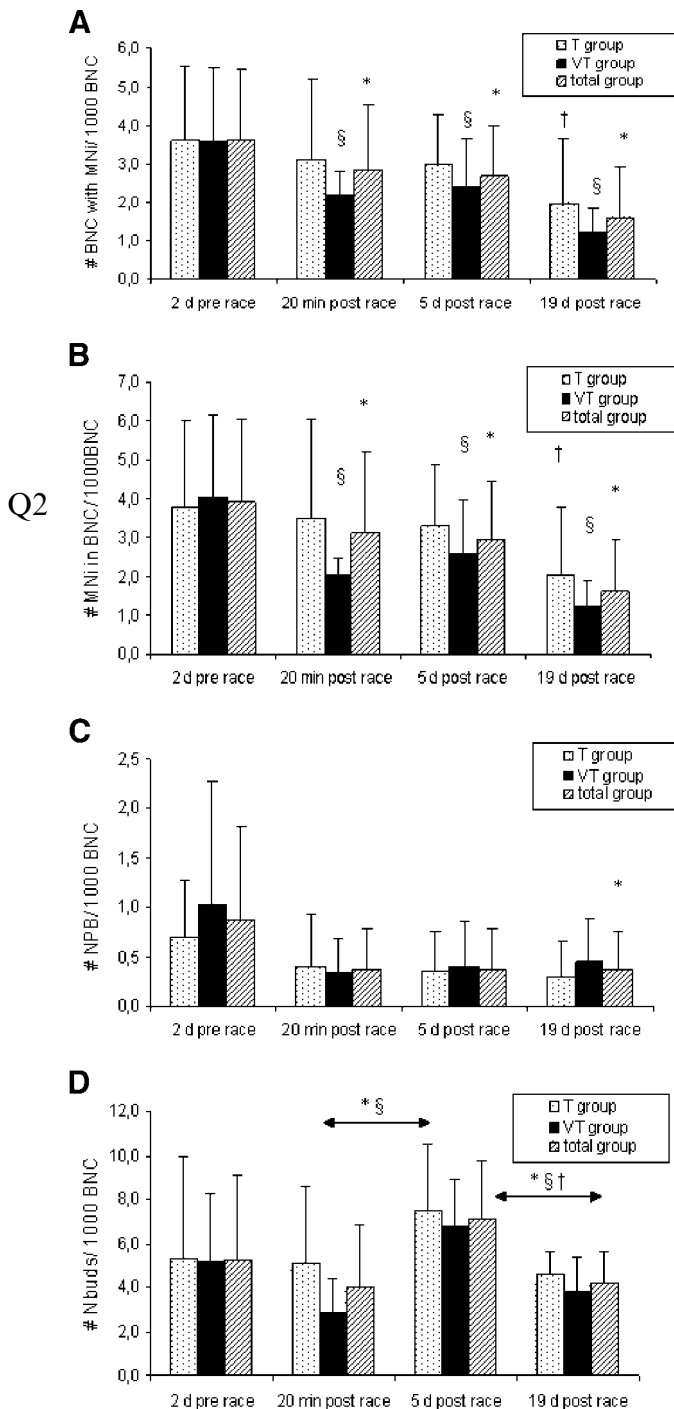 A
6,0
5,0
4,0
3,0
2,0
1,0
0,0
# BNC with MNi/1000 BNC
T group
VT group
total group
§ * § * † § *
2 d pre race 20 min post race 5 d post race 19 d post race
B
Q2
7,0
6,0
5,0
4,0
3,0
2,0
1,0
0,0
# MNi in BNC/1000BNC
T group
VT group
total group
§ * § * † § *
2 d pre race 20 min post race 5 d post race 19 d post race
C
2,5
2,0
1,5
1,0
0,5
0,0
# NPB/1000 BNC
T group
VT group
total group
*
2 d pre race 20 min post race 5 d post race 19 d post race
D
12,0
10,0
8,0
6,0
4,0
2,0
0,0
# Nbuds/1000 BNC
T group
VT group
total group
* §
* § †
2 d pre race 20 min post race 5 d post race 19 d post race